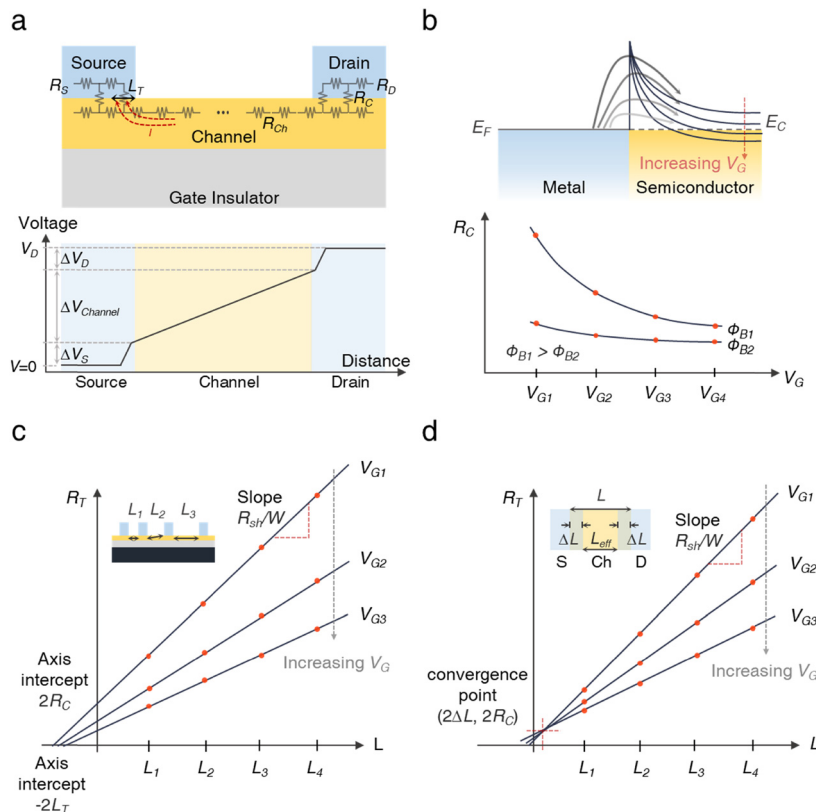 a
Source
Drain
R_S
L_T
R_D
R_C
I
...
R_Ch
Channel
Gate Insulator
Voltage
V_D
ΔV_D
ΔV_Channel
ΔV_S
V=0
Distance
Source
Channel
Drain
b
E_F
E_C
Increasing V_G
Metal
Semiconductor
R_C
Φ_B1
Φ_B2
Φ_B1 > Φ_B2
V_G1
V_G2
V_G3
V_G4
V_G
c
R_T
L_1
L_2
L_3
Slope
R_sh/W
V_G1
V_G2
V_G3
Increasing V_G
Axis
intercept
2R_C
L
L_1
L_2
L_3
L_4
Axis
intercept
-2L_T
d
R_T
L
ΔL
L_eff
ΔL
S
Ch
D
Slope
R_sh/W
V_G1
V_G2
V_G3
Increasing V_G
convergence
point
(2ΔL, 2R_C)
L
L_1
L_2
L_3
L_4